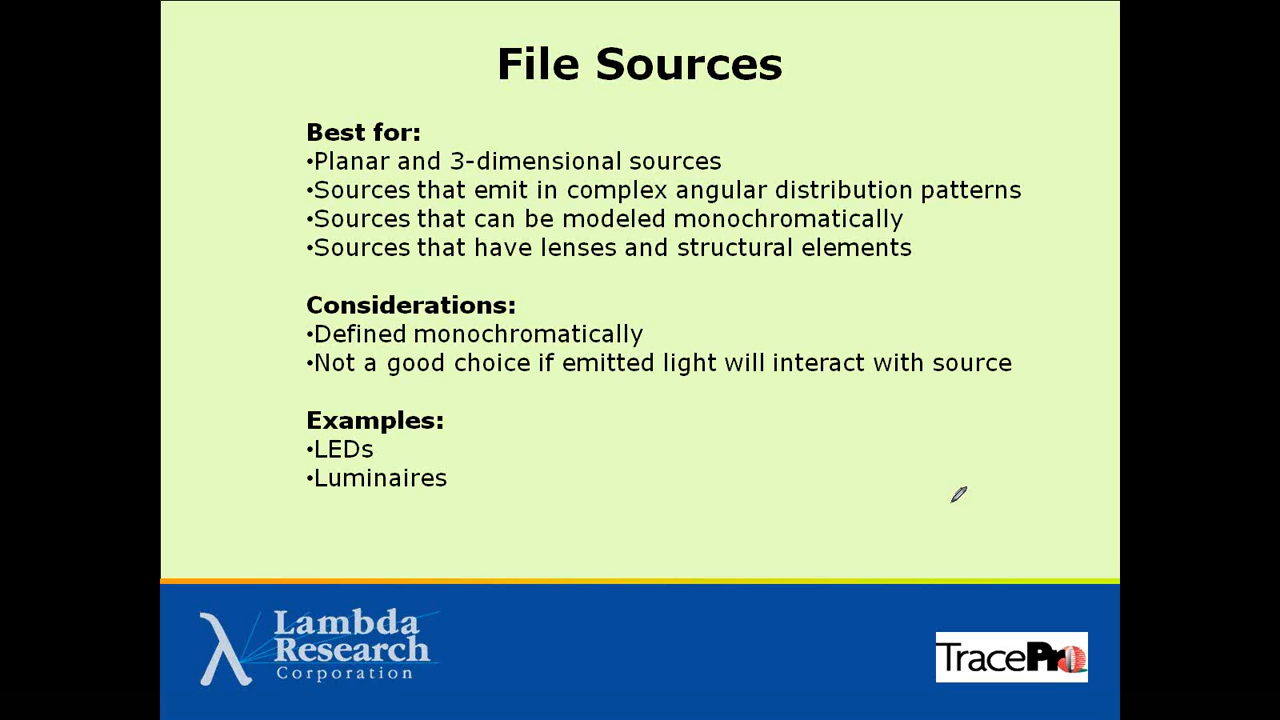 File Sources
Best for:
•Planar and 3-dimensional sources
•Sources that emit in complex angular distribution patterns
•Sources that can be modeled monochromatically
•Sources that have lenses and structural elements
Considerations:
•Defined monochromatically
•Not a good choice if emitted light will interact with source
Examples:
•LEDs
•Luminaires
λ Lambda
Research
Corporation
TracePro